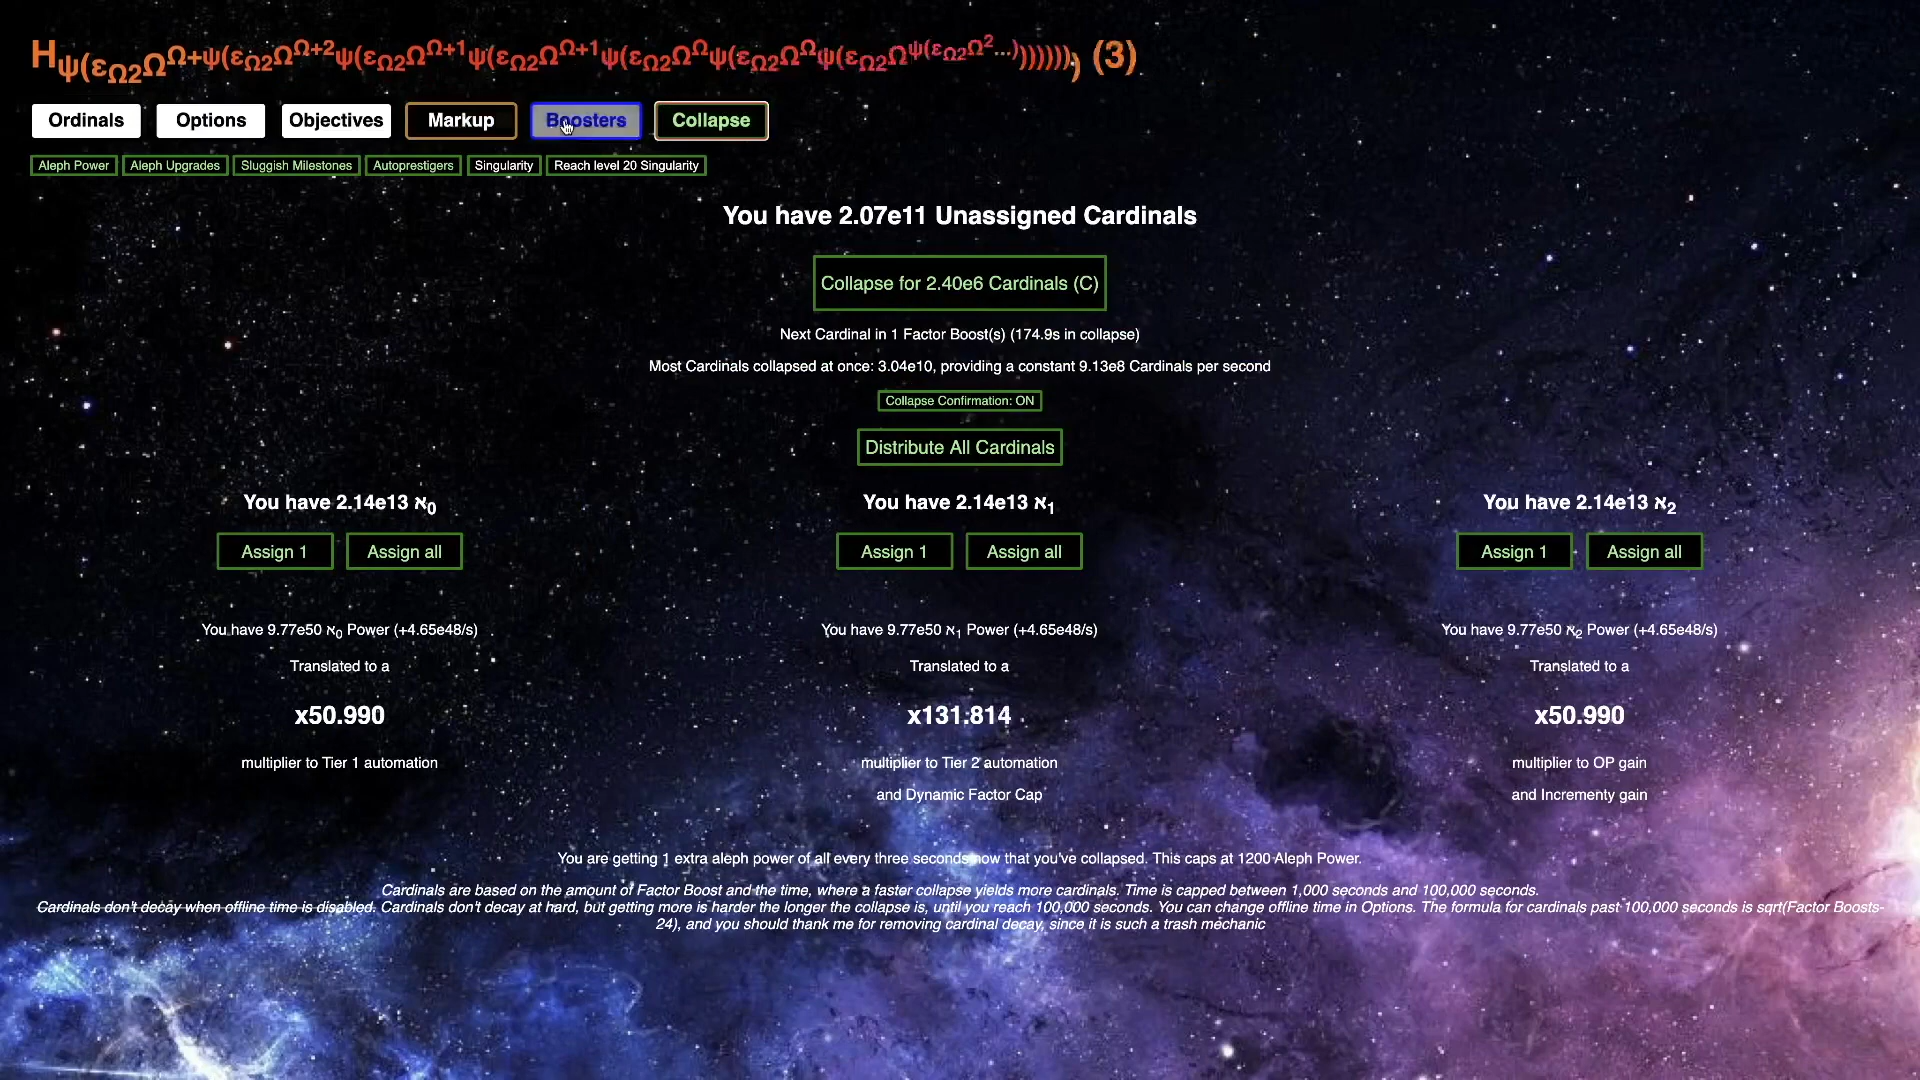 Hψ(εΩ2ΩΩ+ψ(εΩ2ΩΩ+2ψ(εΩ2ΩΩ+1ψ(εΩ2ΩΩ+1ψ(εΩ2ΩΩψ(εΩ2ΩΩψ(εΩ2Ωψ(εΩ2Ω2...))))))) (3)
Ordinals Options Objectives Markup Boosters Collapse
Aleph Power Aleph Upgrades Sluggish Milestones Autoprestigers Singularity Reach level 20 Singularity
You have 2.07e11 Unassigned Cardinals
Collapse for 2.40e6 Cardinals (C)
Next Cardinal in 1 Factor Boost(s) (174.9s in collapse)
Most Cardinals collapsed at once: 3.04e10, providing a constant 9.13e8 Cardinals per second
Collapse Confirmation: ON
Distribute All Cardinals
You have 2.14e13 ℵ0 You have 2.14e13 ℵ1 You have 2.14e13 ℵ2
Assign 1 Assign all Assign 1 Assign all Assign 1 Assign all
You have 9.77e50 ℵ0 Power (+4.65e48/s) You have 9.77e50 ℵ1 Power (+4.65e48/s) You have 9.77e50 ℵ2 Power (+4.65e48/s)
Translated to a Translated to a Translated to a
x50.990 x131.814 x50.990
multiplier to Tier 1 automation multiplier to Tier 2 automation multiplier to OP gain
and Dynamic Factor Cap and Incrementy gain
You are getting 1 extra aleph power of all every three seconds now that you've collapsed. This caps at 1200 Aleph Power.
Cardinals are based on the amount of Factor Boost and the time, where a faster collapse yields more cardinals. Time is capped between 1,000 seconds and 100,000 seconds.
Cardinals don't decay when offline time is disabled. Cardinals don't decay at hard, but getting more is harder the longer the collapse is, until you reach 100,000 seconds. You can change offline time in Options. The formula for cardinals past 100,000 seconds is sqrt(Factor Boosts-
24), and you should thank me for removing cardinal decay, since it is such a trash mechanic